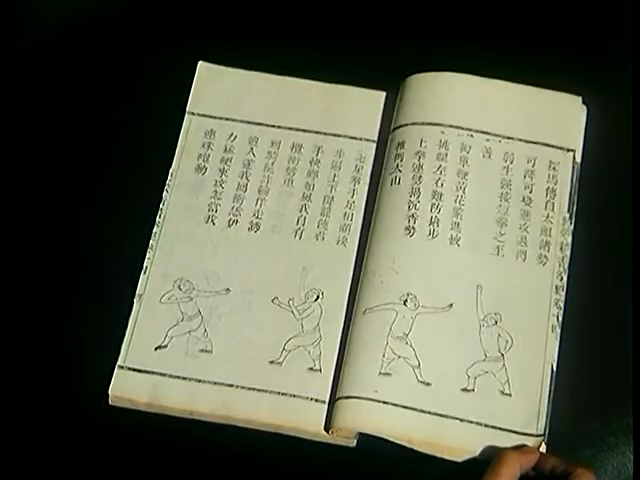 探馬傳自太祖諸勢
可降可變進攻退閃
弱生强接短拳之至
善
拗單鞭黃花緊進披
挑腿左右難防搶步
上拳連劈揭沉香勢
推倒太山
七星拳手足相顧挨
步逼上下隄籠饒君
手快脚如風我自有
攪衝劈重
倒騎龍詐輸佯走誘
追入遂我回衝恁伊
力猛硬來攻怎當我
連珠砲動